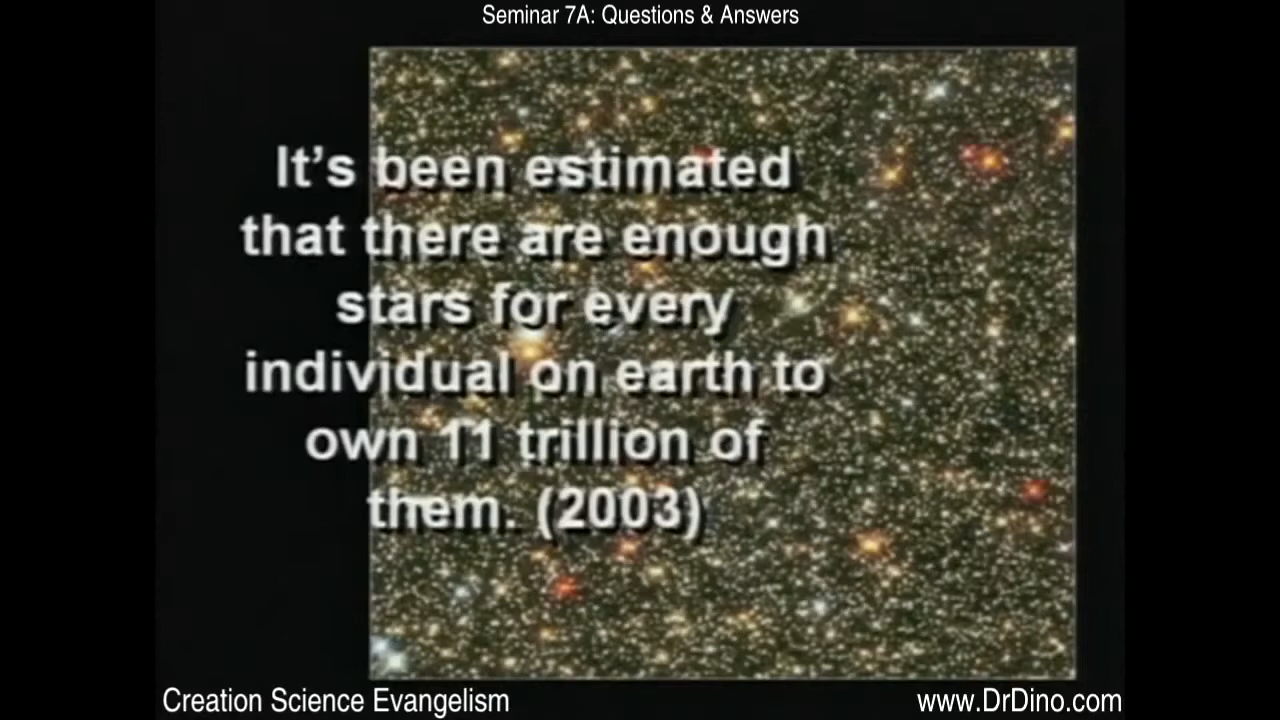 Seminar 7A: Questions & Answers
It's been estimated
that there are enough
stars for every
individual on earth to
own 11 trillion of
them. (2003)
Creation Science Evangelism
www.DrDino.com